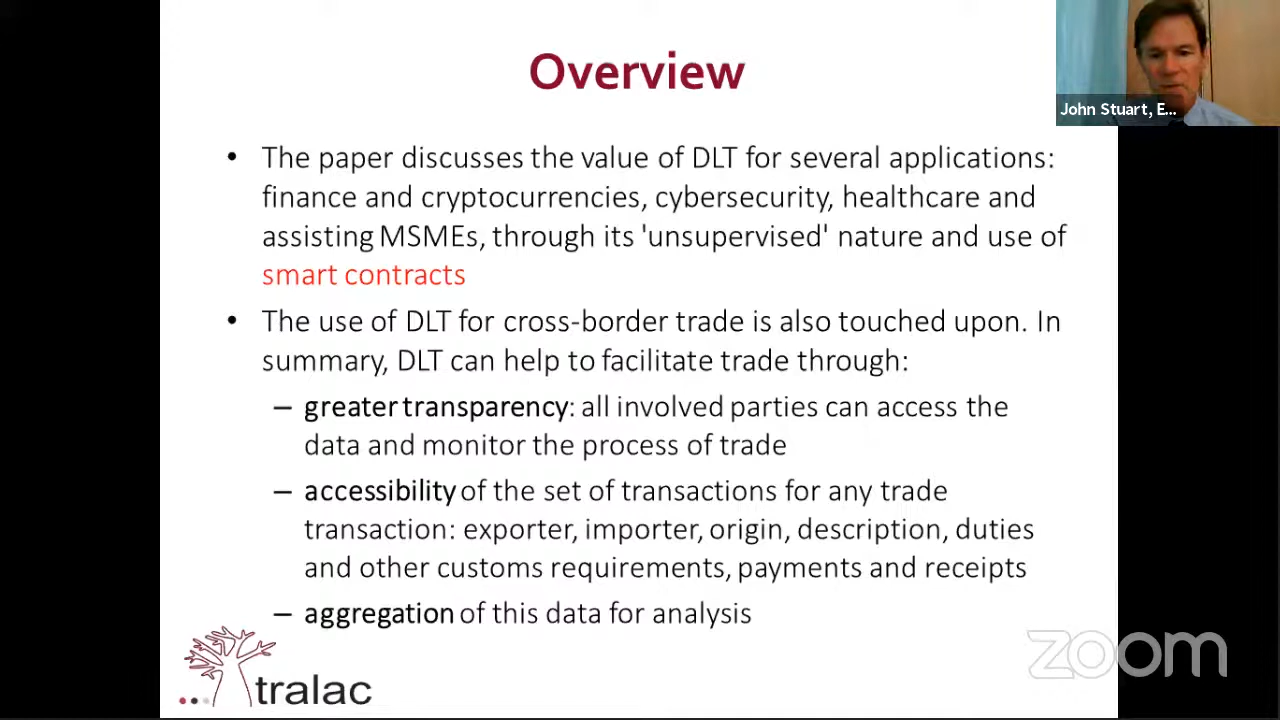 Overview
John Stuart, E...
• The paper discusses the value of DLT for several applications:
finance and cryptocurrencies, cybersecurity, healthcare and
assisting MSMEs, through its 'unsupervised' nature and use of
smart contracts
• The use of DLT for cross-border trade is also touched upon. In
summary, DLT can help to facilitate trade through:
– greater transparency: all involved parties can access the
data and monitor the process of trade
– accessibility of the set of transactions for any trade
transaction: exporter, importer, origin, description, duties
and other customs requirements, payments and receipts
– aggregation of this data for analysis
zoom
tralac